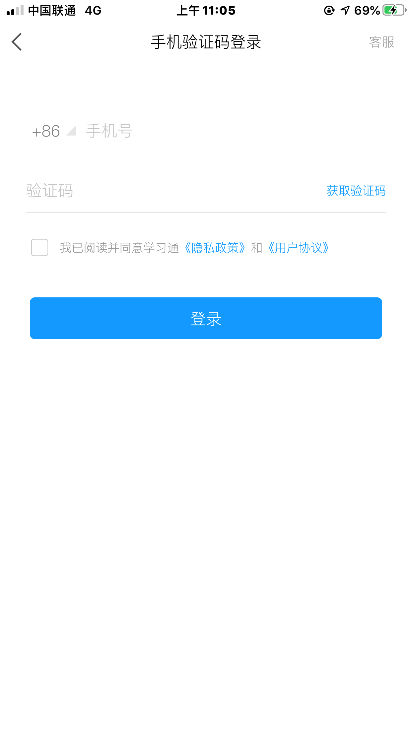 中国联通 4G 上午11:05 69%
手机验证码登录 客服
+86 手机号
验证码 获取验证码
我已阅读并同意学习通《隐私政策》和《用户协议》
登录